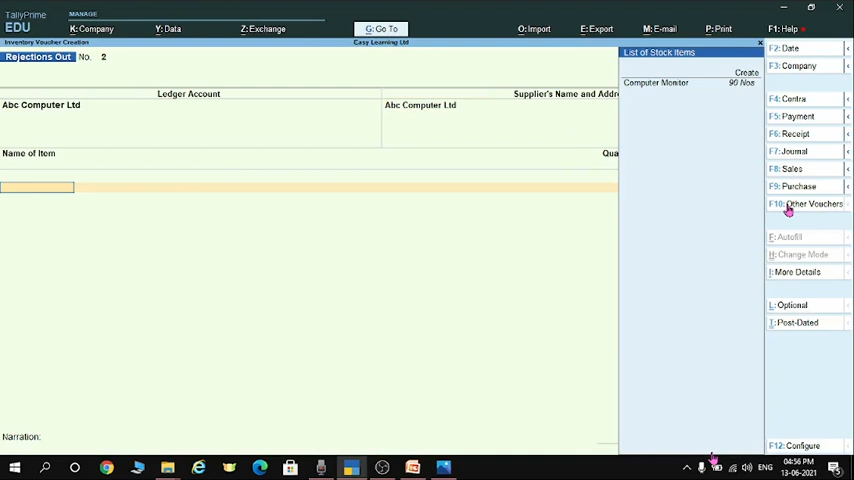 TallyPrime
EDU
MANAGE
K: Company
Y: Data
Z: Exchange
G: Go To
O: Import
E: Export
M: E-mail
P: Print
F1: Help
Inventory Voucher Creation
Easy Learning Ltd
Rejections Out No. 2
Ledger Account
Supplier's Name and Addre
Abc Computer Ltd
Abc Computer Ltd
Name of Item
Qua
Narration:
List of Stock Items
Create
Computer Monitor 90 Nos
F2: Date
F3: Company
F4: Contra
F5: Payment
F6: Receipt
F7: Journal
F8: Sales
F9: Purchase
F10: Other Vouchers
F: Autofill
H: Change Mode
I: More Details
L: Optional
T: Post-Dated
F12: Configure
ENG
04:56 PM
13-06-2021
5